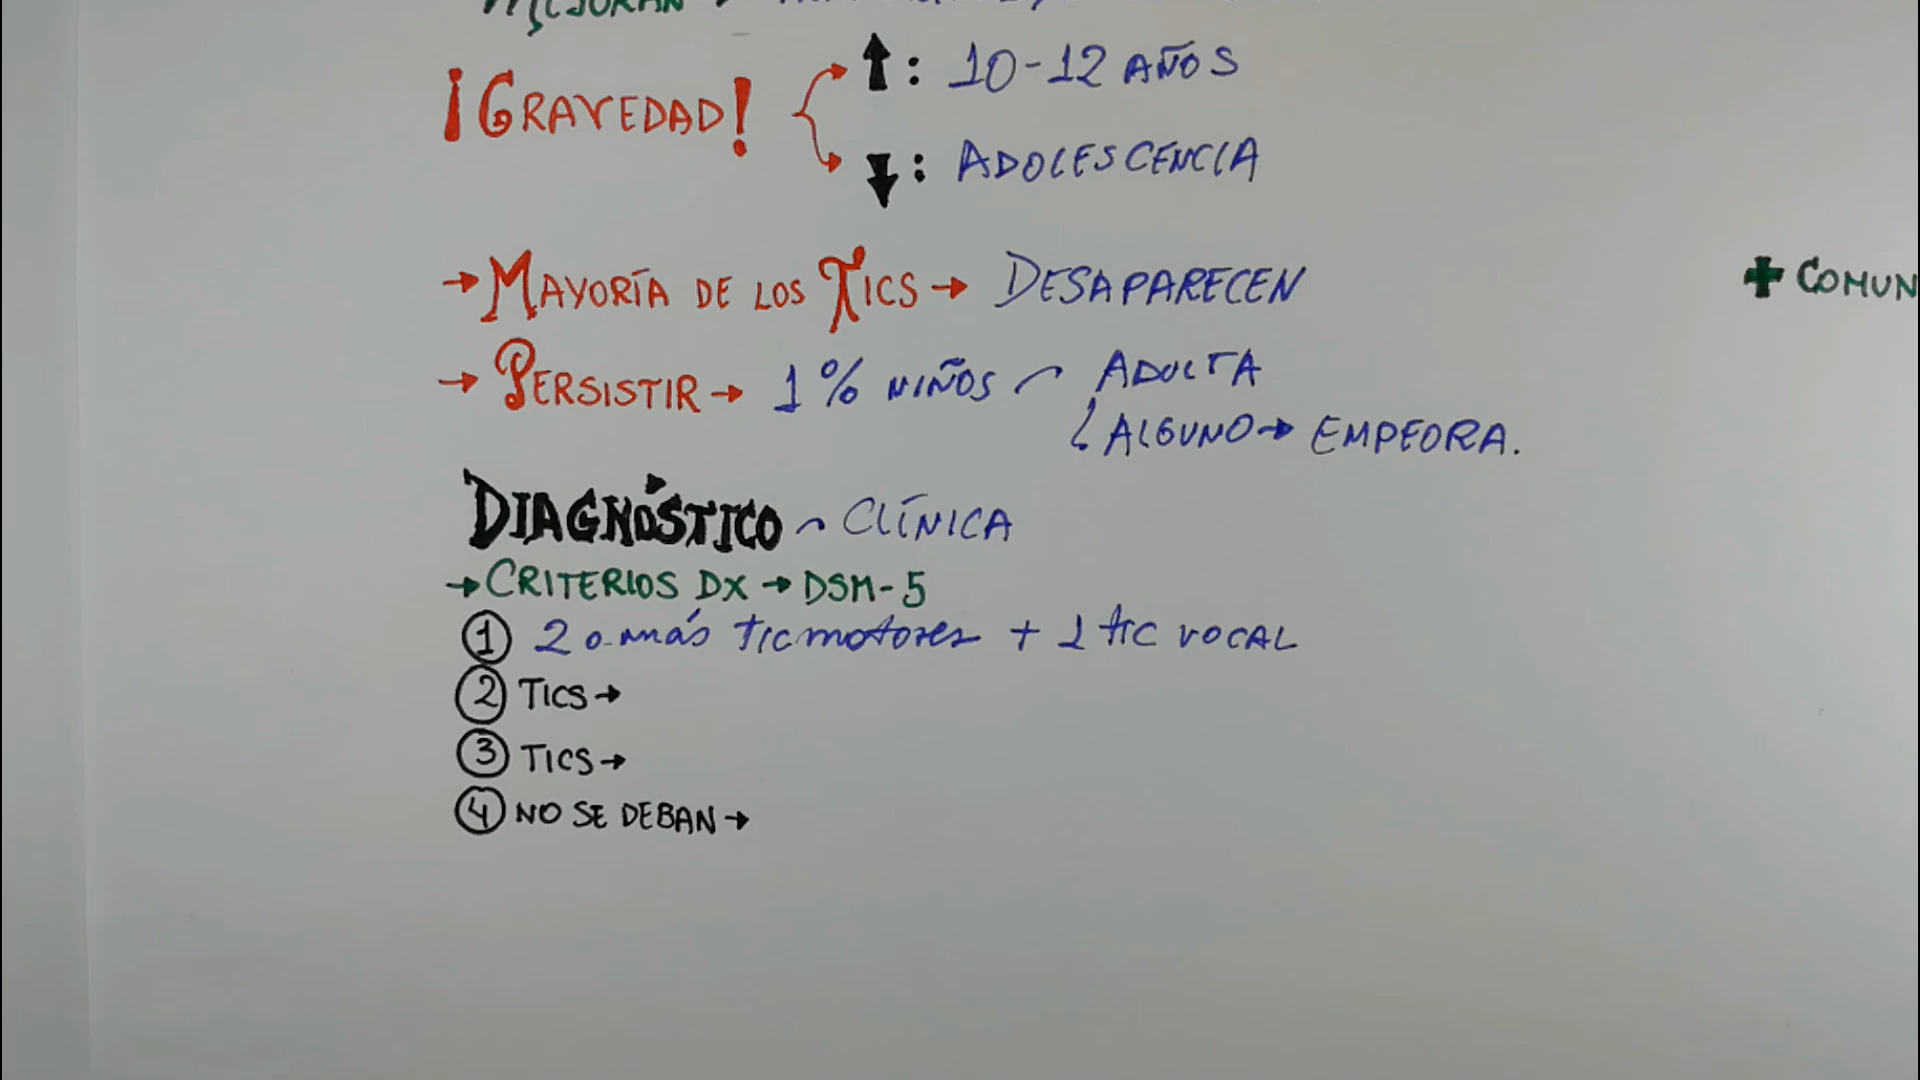 MEJORAN
¡GRAVEDAD!
↑: 10-12 AÑOS
↓: ADOLESCENCIA
→ MAYORÍA DE LOS TICS → DESAPARECEN
+ COMUN
→ PERSISTIR → 1% NIÑOS ADULTA
ALGUNO → EMPEORA.
DIAGNÓSTICO CLÍNICA
→ CRITERIOS DX → DSM-5
① 2 o más tic motores + 1 tic VOCAL
② TICS →
③ TICS →
④ NO SE DEBAN →